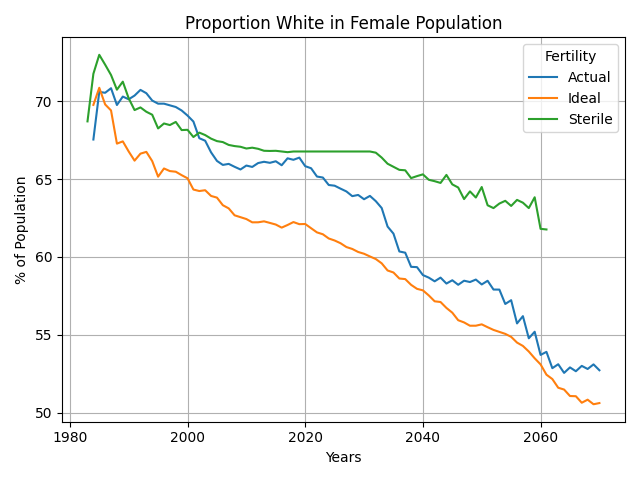 Proportion White in Female Population
Fertility
Actual
Ideal
Sterile
% of Population
70
65
60
55
50
1980
2000
2020
2040
2060
Years